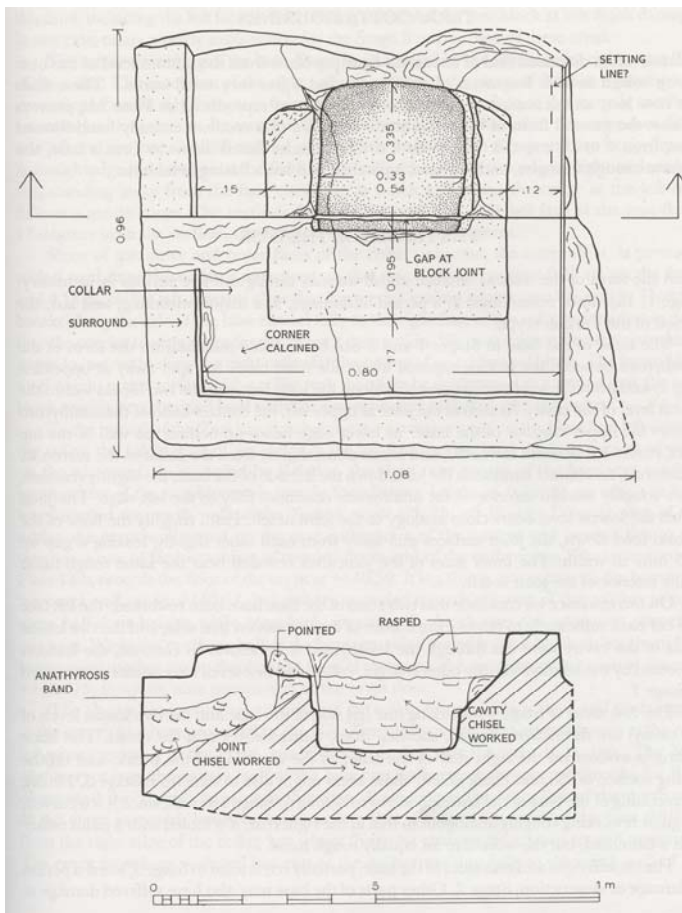 SETTING
LINE?
0.335
0.33
0.54
.15
.12
0.96
GAP AT
BLOCK JOINT
0.195
COLLAR
SURROUND
CORNER
CALCINED
.17
0.80
1.08
POINTED
RASPED
ANATHYROSIS
BAND
CAVITY
CHISEL
WORKED
JOINT
CHISEL WORKED
0
5
1 m